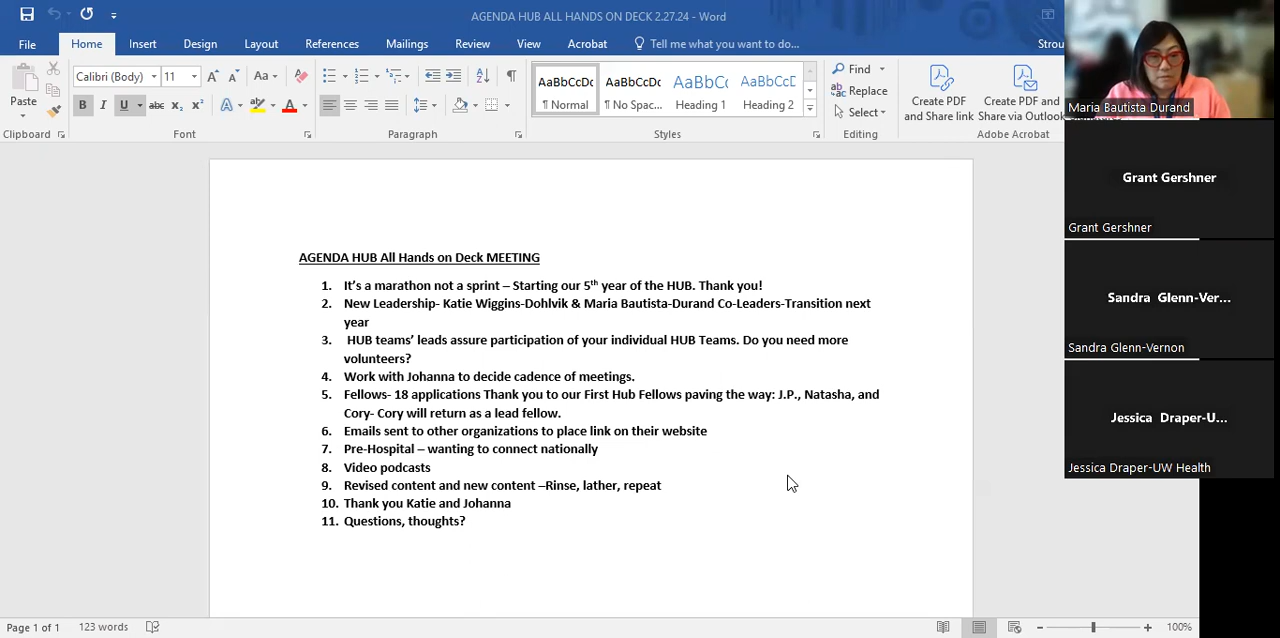 AGENDA HUB ALL HANDS ON DECK 2.27.24 - Word
File Home Insert Design Layout References Mailings Review View Acrobat Tell me what you want to do... Strou
Calibri (Body) 11 Aa
Find
AaBbCcDc AaBbCcDc AaBbCc AaBbCcD
Replace
Paste
B I U abc x₂ x² A A
¶ Normal ¶ No Spac... Heading 1 Heading 2
Select
Create PDF and Share link
Create PDF and Share via Outlook
Clipboard Font Paragraph Styles Editing Adobe Acrobat
Maria Bautista Durand
Grant Gershner
Grant Gershner
Sandra Glenn-Ver...
Sandra Glenn-Vernon
Jessica Draper-U...
Jessica Draper-UW Health
AGENDA HUB All Hands on Deck MEETING
1. It’s a marathon not a sprint – Starting our 5th year of the HUB. Thank you!
2. New Leadership- Katie Wiggins-Dohlvik & Maria Bautista-Durand Co-Leaders-Transition next
year
3. HUB teams’ leads assure participation of your individual HUB Teams. Do you need more
volunteers?
4. Work with Johanna to decide cadence of meetings.
5. Fellows- 18 applications Thank you to our First Hub Fellows paving the way: J.P., Natasha, and
Cory- Cory will return as a lead fellow.
6. Emails sent to other organizations to place link on their website
7. Pre-Hospital – wanting to connect nationally
8. Video podcasts
9. Revised content and new content –Rinse, lather, repeat
10. Thank you Katie and Johanna
11. Questions, thoughts?
Page 1 of 1 123 words 100%